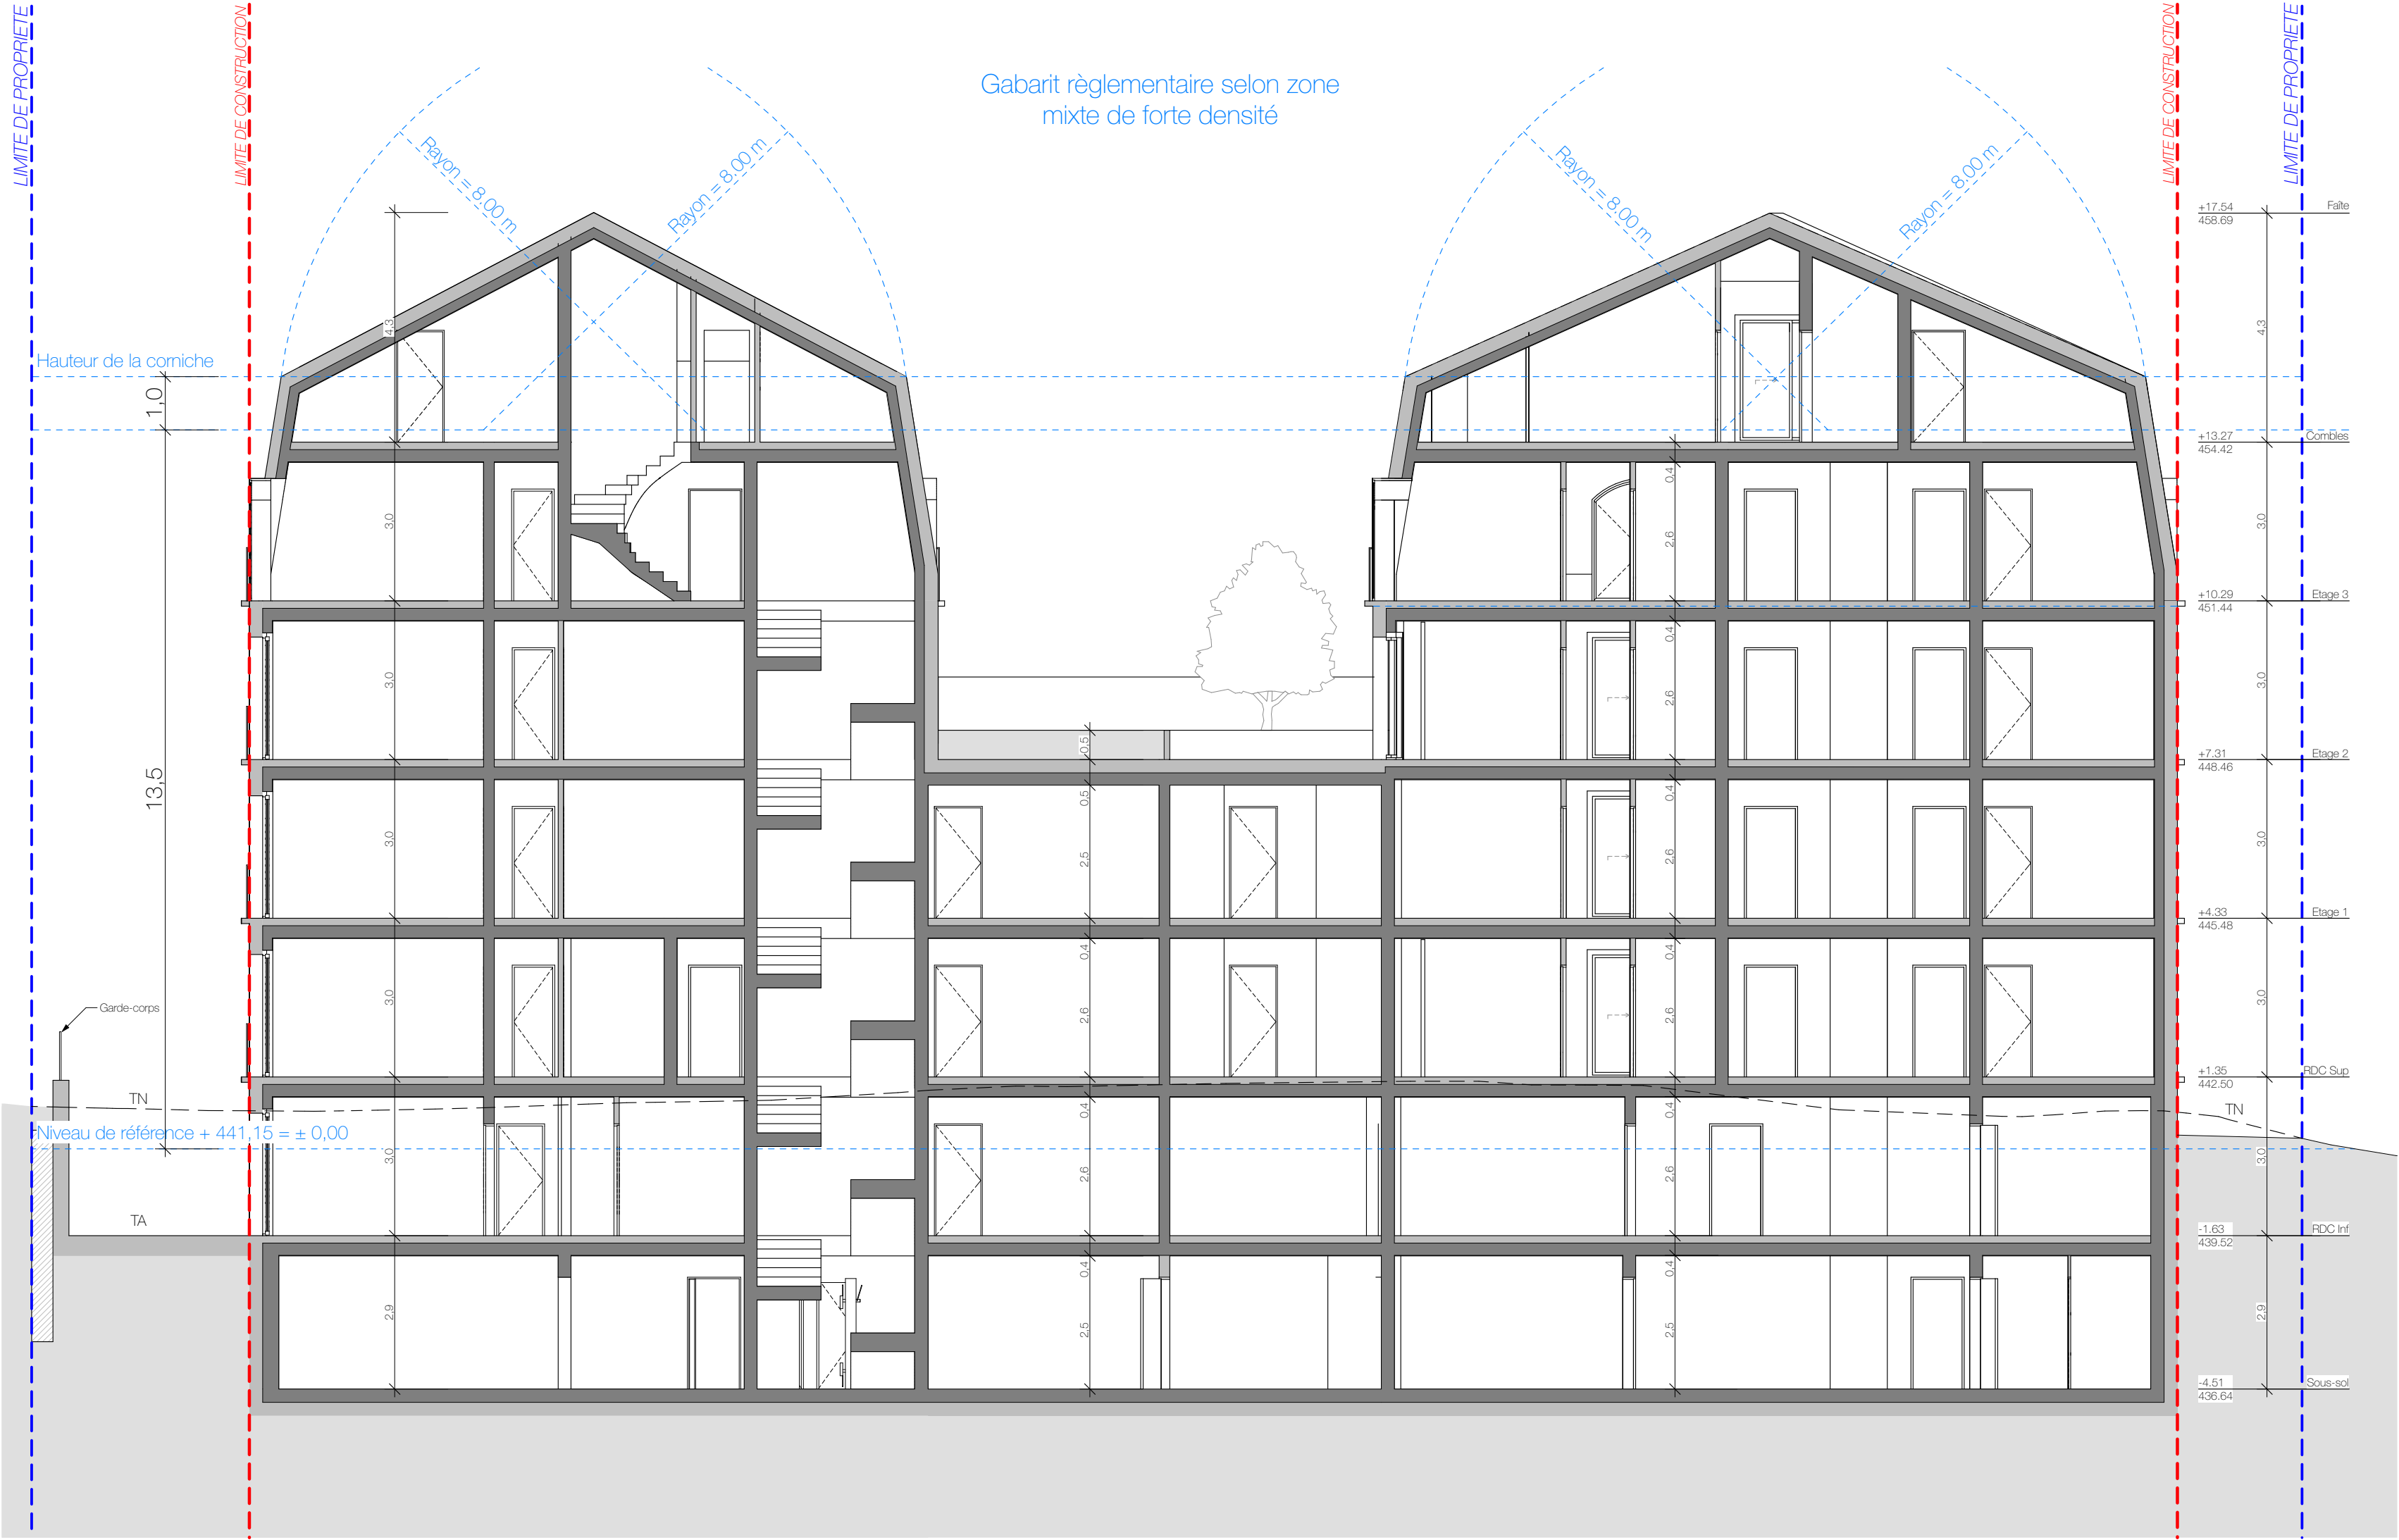 LIMITE DE PROPRIETE
LIMITE DE CONSTRUCTION
Gabarit règlementaire selon zone
mixte de forte densité
LIMITE DE CONSTRUCTION
LIMITE DE PROPRIETE
Rayon = 8.00 m
Rayon = 8.00 m
Rayon = 8.00 m
Rayon = 8.00 m
+17.54
458.69
Faîte
4,3
4,3
Hauteur de la corniche
1,0
+13.27
454.42
Combles
3,0
0,4
2,6
3,0
+10.29
451.44
Etage 3
3,0
0,4
2,6
3,0
0,5
+7.31
448.46
Etage 2
13,5
3,0
0,5
2,5
0,4
2,6
3,0
+4.33
445.48
Etage 1
3,0
0,4
2,6
0,4
2,6
3,0
Garde-corps
+1.35
442.50
RDC Sup
TN
TN
Niveau de référence + 441,15 = ± 0,00
3,0
0,4
2,6
0,4
2,6
3,0
TA
-1.63
439.52
RDC Inf
2,9
0,4
2,5
0,4
2,5
2,9
-4.51
436.64
Sous-sol